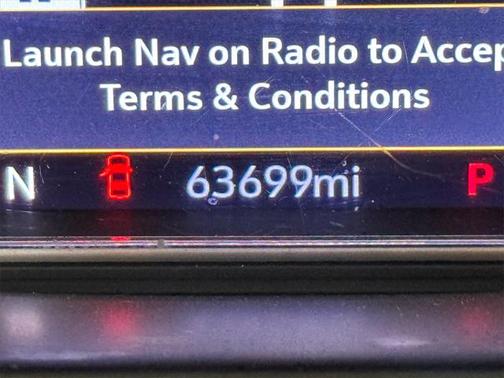 Launch Nav on Radio to Accep
Terms & Conditions
N 63699mi P